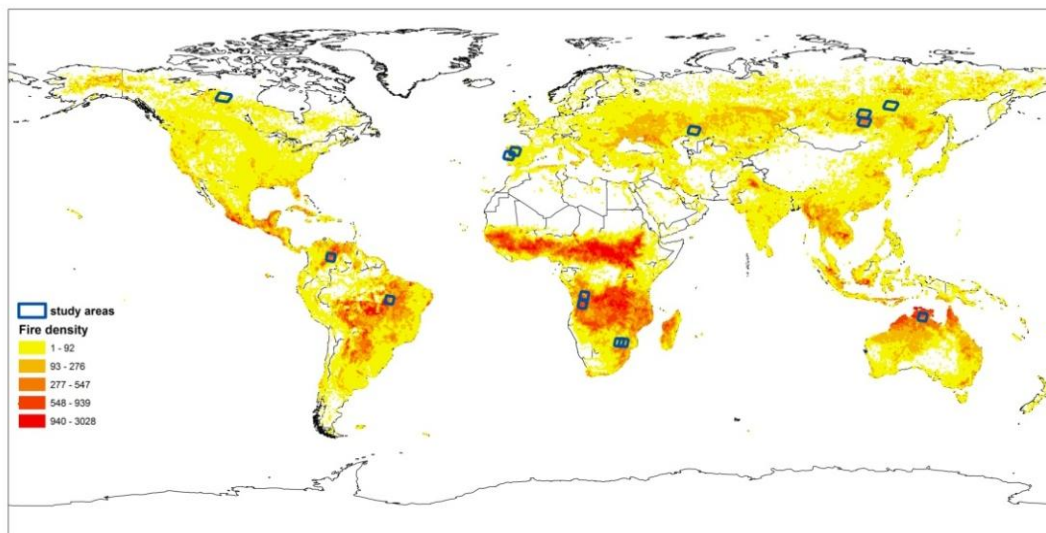 study areas
Fire density
1 - 92
93 - 276
277 - 547
548 - 939
940 - 3028